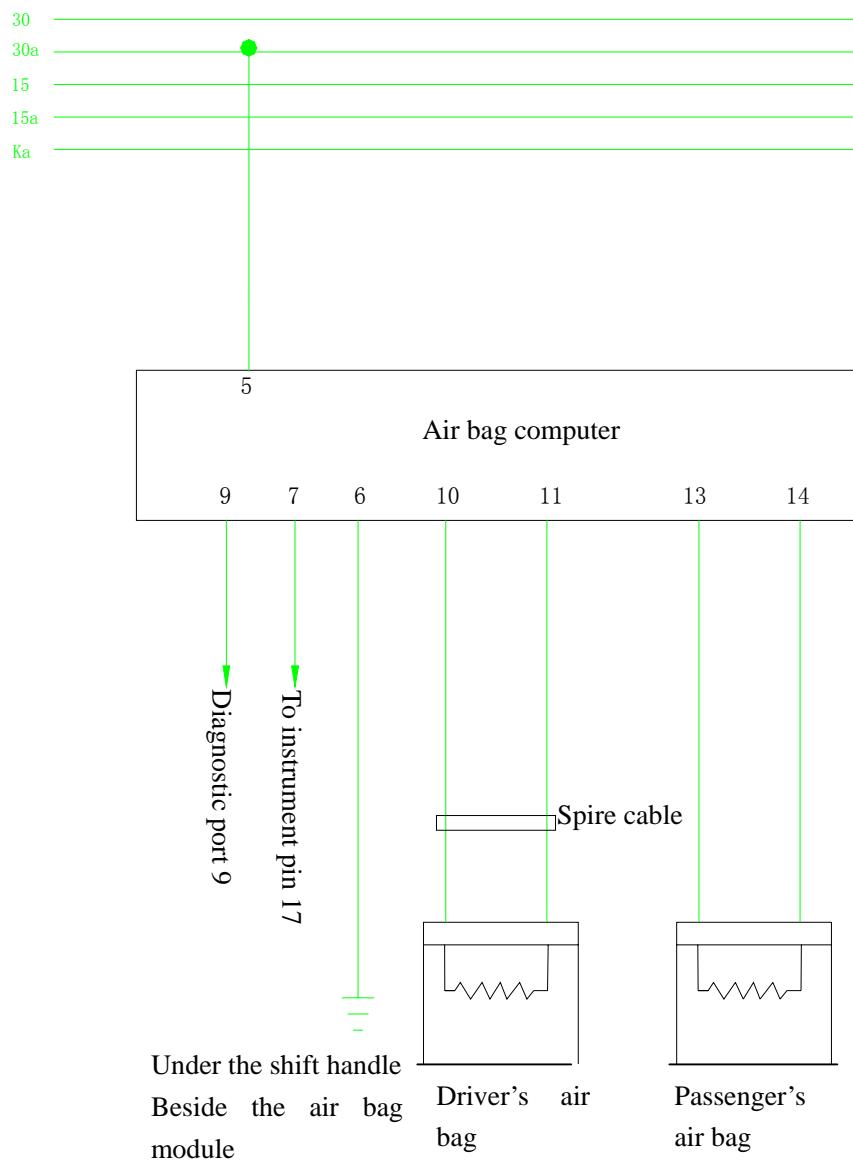 30
30a
15
15a
Ka
5
Air bag computer
9 7 6 10 11 13 14
Diagnostic port 9
To instrument pin 17
Spire cable
Under the shift handle
Beside the air bag
module
Driver's air
bag
Passenger's
air bag